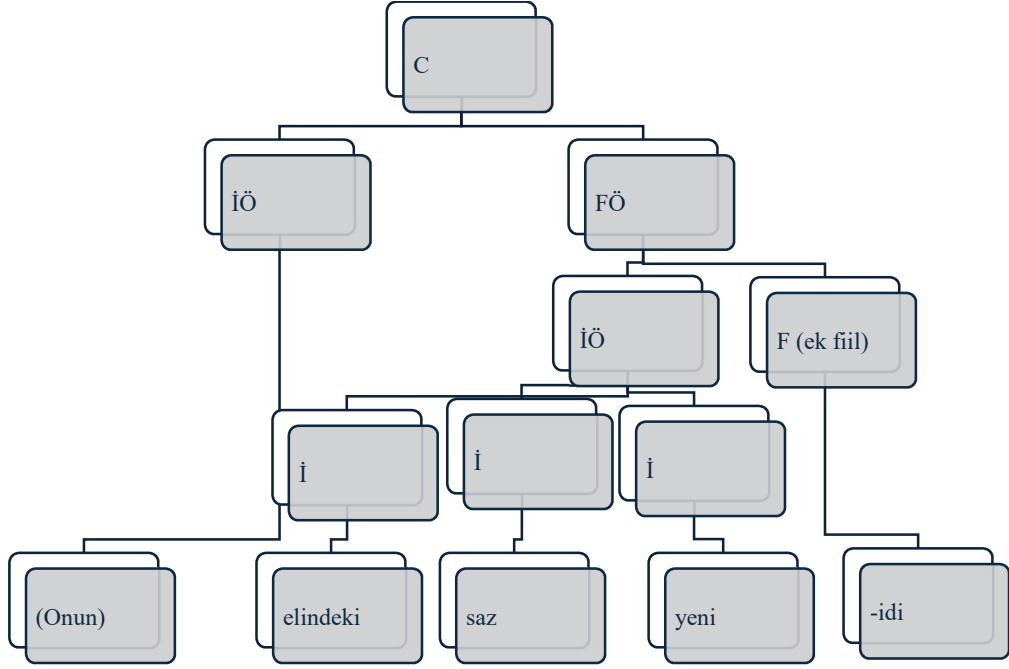 C
İÖ
FÖ
İÖ
F (ek fiil)
İ
İ
İ
(Onun)
elindeki
saz
yeni
-idi